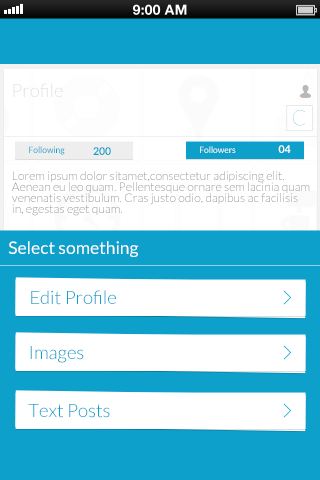 9:00 AM
Profile
C
Following 200 Followers 04
Lorem ipsum dolor sitamet,consectetur adipiscing elit.
Aenean eu leo quam. Pellentesque ornare sem lacinia quam
venenatis vestibulum. Cras justo odio, dapibus ac facilisis
in, egestas eget quam.
Select something
Edit Profile
Images
Text Posts